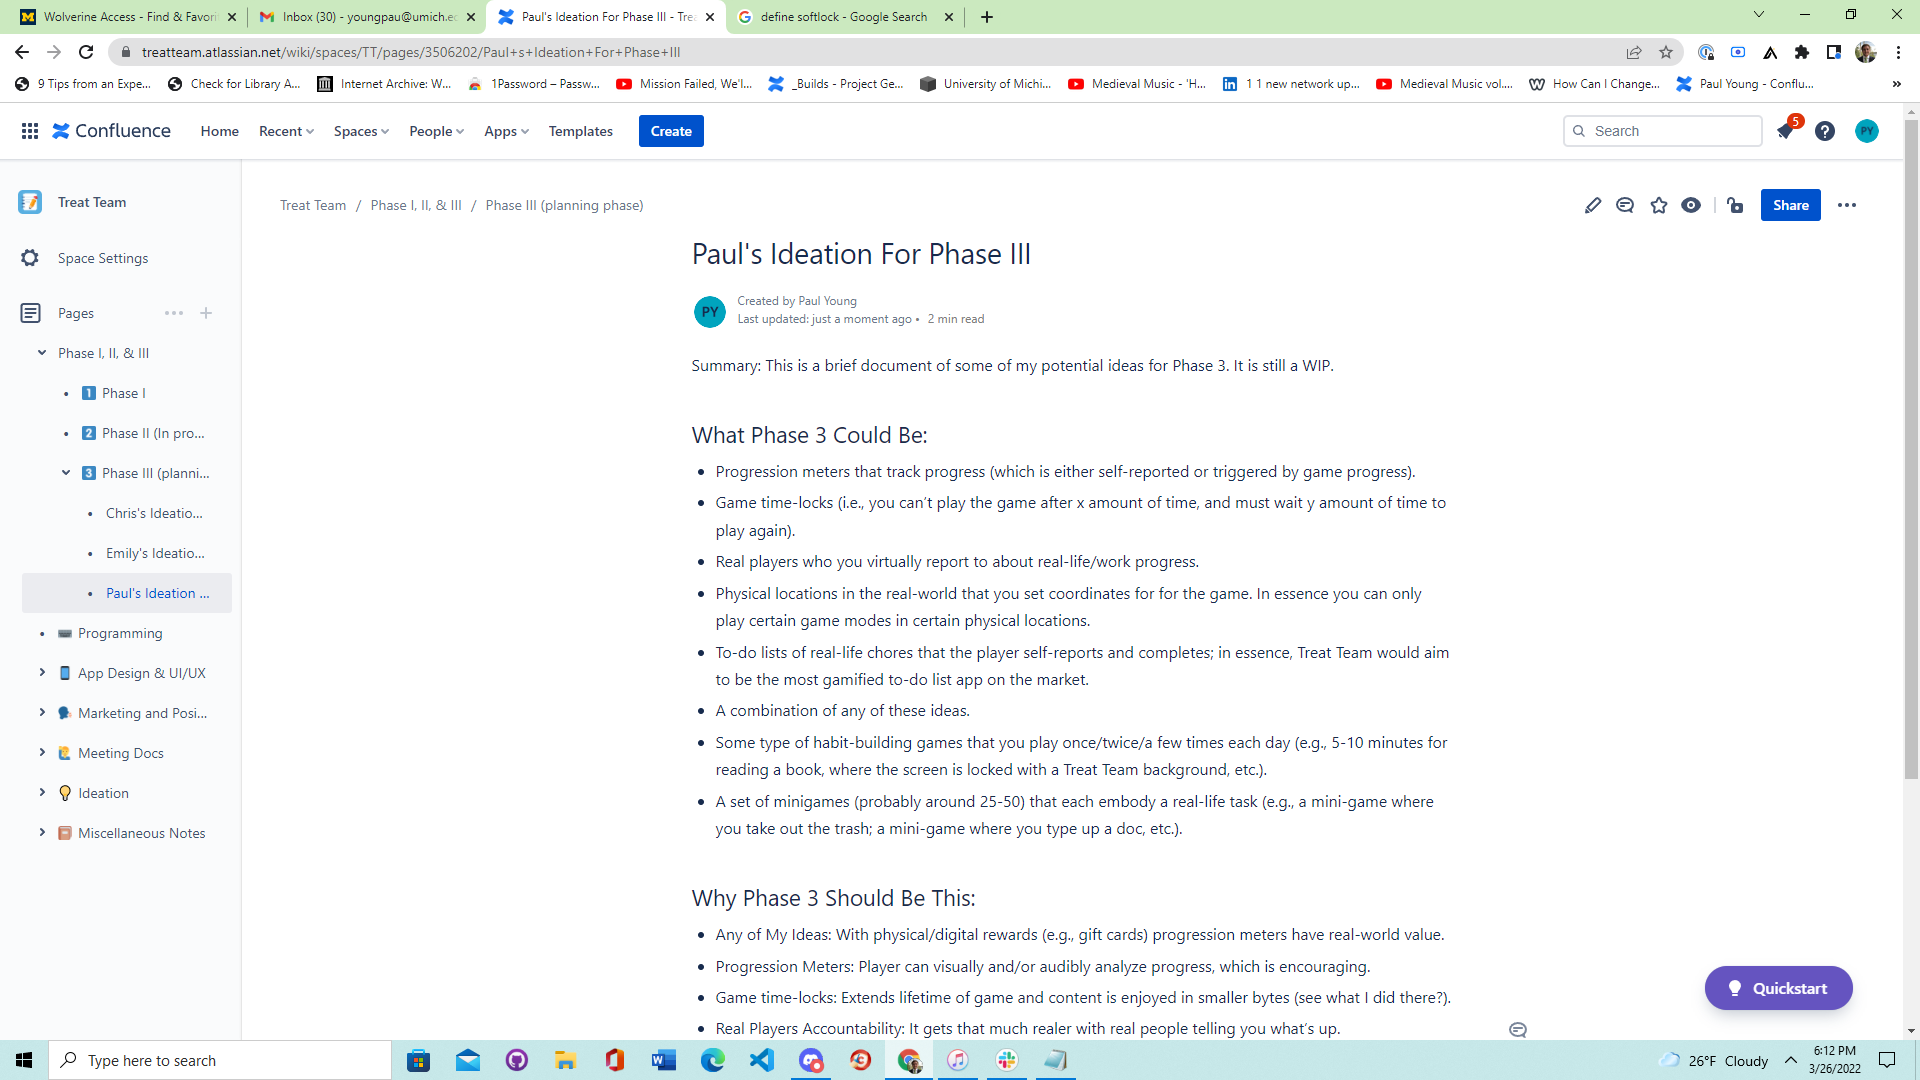 Wolverine Access - Find & Favori
Inbox (30) - youngpau@umich.ed
Paul's Ideation For Phase III - Trea
define softlock - Google Search
treatteam.atlassian.net/wiki/spaces/TT/pages/3506202/Paul+s+Ideation+For+Phase+III
9 Tips from an Expe...
Check for Library A...
Internet Archive: W...
1Password – Passw...
Mission Failed, We'l...
_Builds - Project Ge...
University of Michi...
Medieval Music - 'H...
1 1 new network up...
Medieval Music vol....
How Can I Change...
Paul Young - Conflu...
»
Confluence
Home
Recent
Spaces
People
Apps
Templates
Create
Search
5
PY
Treat Team
Space Settings
Pages
Phase I, II, & III
1 Phase I
2 Phase II (In pro...
3 Phase III (planni...
Chris's Ideatio...
Emily's Ideatio...
Paul's Ideation ...
Programming
App Design & UI/UX
Marketing and Posi...
Meeting Docs
Ideation
Miscellaneous Notes
Treat Team / Phase I, II, & III / Phase III (planning phase)
Share
Paul's Ideation For Phase III
PY
Created by Paul Young
Last updated: just a moment ago • 2 min read
Summary: This is a brief document of some of my potential ideas for Phase 3. It is still a WIP.
What Phase 3 Could Be:
• Progression meters that track progress (which is either self-reported or triggered by game progress).
• Game time-locks (i.e., you can't play the game after x amount of time, and must wait y amount of time to
play again).
• Real players who you virtually report to about real-life/work progress.
• Physical locations in the real-world that you set coordinates for for the game. In essence you can only
play certain game modes in certain physical locations.
• To-do lists of real-life chores that the player self-reports and completes; in essence, Treat Team would aim
to be the most gamified to-do list app on the market.
• A combination of any of these ideas.
• Some type of habit-building games that you play once/twice/a few times each day (e.g., 5-10 minutes for
reading a book, where the screen is locked with a Treat Team background, etc.).
• A set of minigames (probably around 25-50) that each embody a real-life task (e.g., a mini-game where
you take out the trash; a mini-game where you type up a doc, etc.).
Why Phase 3 Should Be This:
• Any of My Ideas: With physical/digital rewards (e.g., gift cards) progression meters have real-world value.
• Progression Meters: Player can visually and/or audibly analyze progress, which is encouraging.
• Game time-locks: Extends lifetime of game and content is enjoyed in smaller bytes (see what I did there?).
• Real Players Accountability: It gets that much realer with real people telling you what's up.
Quickstart
Type here to search
26°F Cloudy
6:12 PM
3/26/2022